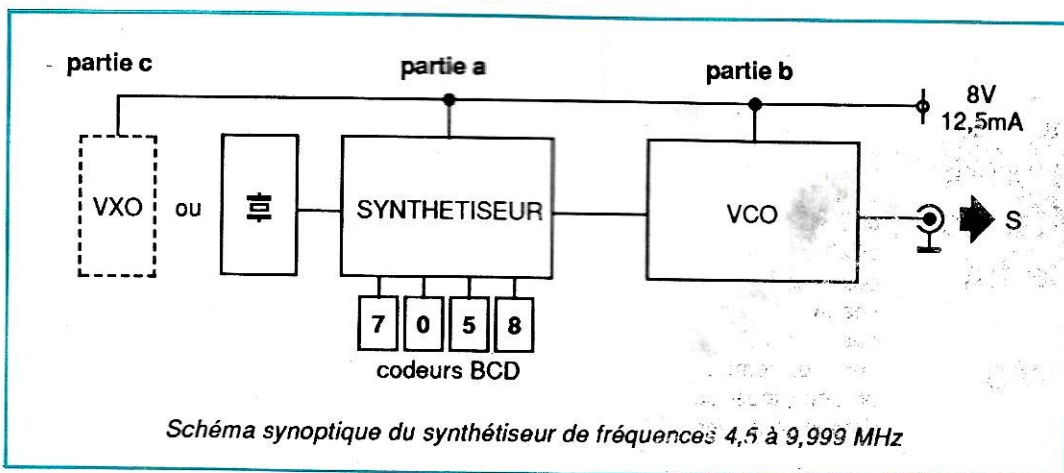 partie c
partie a
partie b
8V
12,5mA
VXO
ou
SYNTHETISEUR
VCO
S
7 0 5 8
codeurs BCD
Schéma synoptique du synthétiseur de fréquences 4,5 à 9,999 MHz